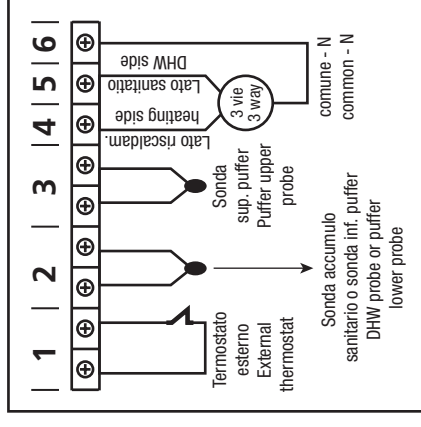 1
2
3
4
5
6
Termostato
esterno
External
thermostat
Sonda accumulo
sanitario o sonda inf. puffer
DHW probe or puffer
lower probe
Sonda
sup. puffer
Puffer upper
probe
Lato riscaldam.
heating side
Lato sanitatio
DHW side
3 vie
3 way
comune - N
common - N